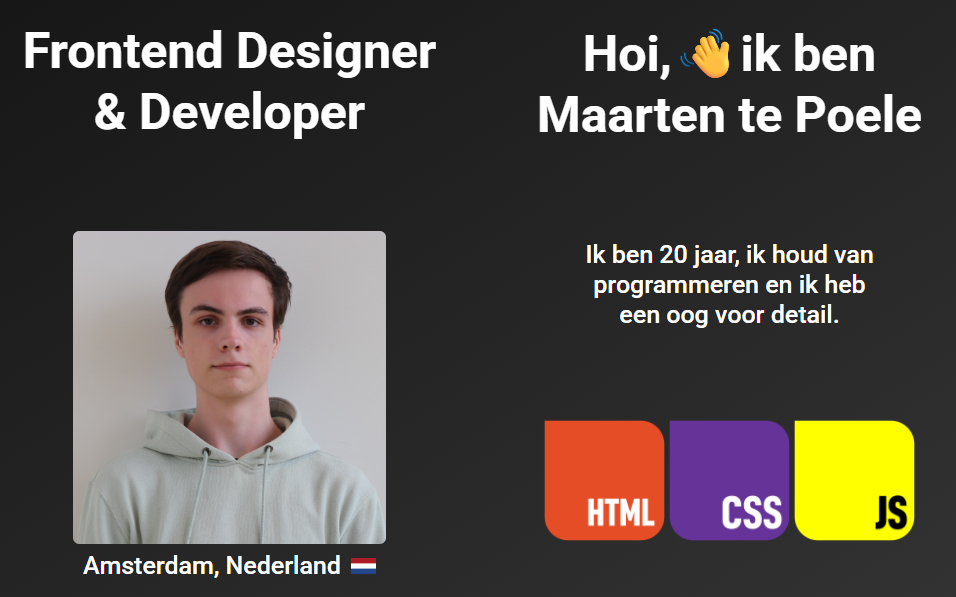 Frontend Designer
& Developer
Hoi, 👋 ik ben
Maarten te Poele
Ik ben 20 jaar, ik houd van
programmeren en ik heb
een oog voor detail.
HTML
CSS
JS
Amsterdam, Nederland 🇳🇱